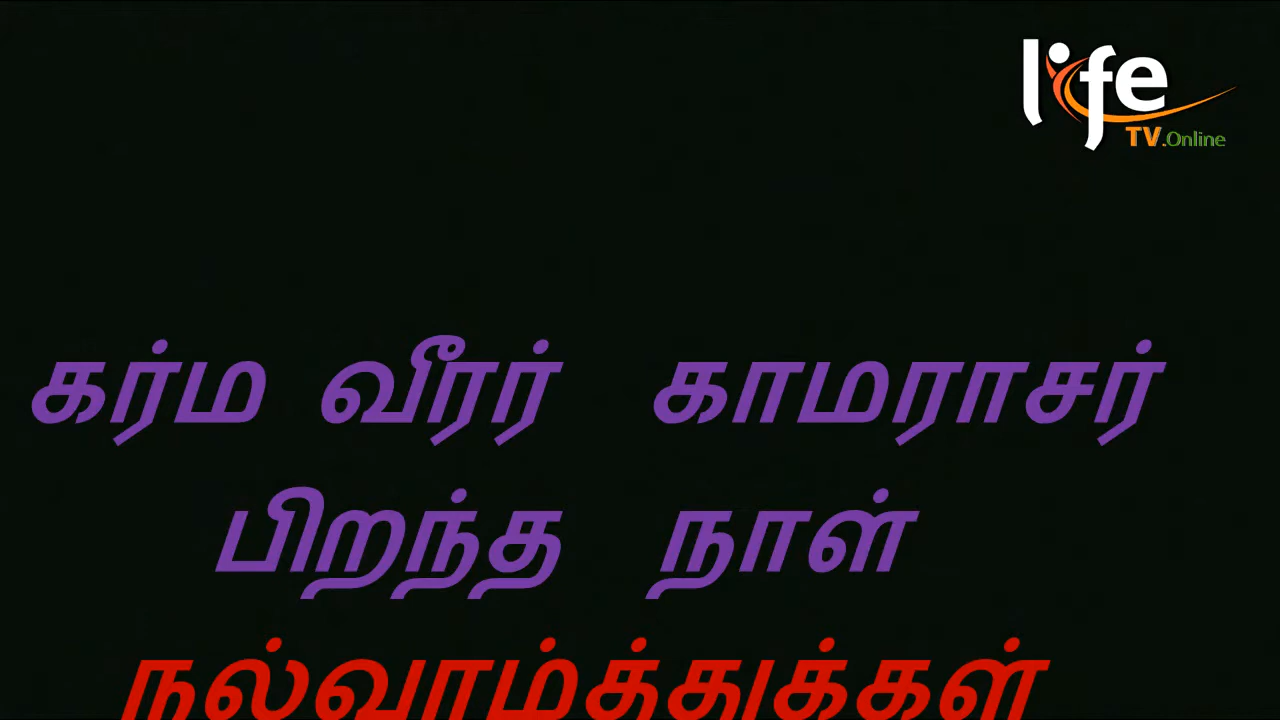 life
TV.Online
கர்ம வீரர் காமராசர்
பிறந்த நாள்
நல்வாழ்த்துக்கள்